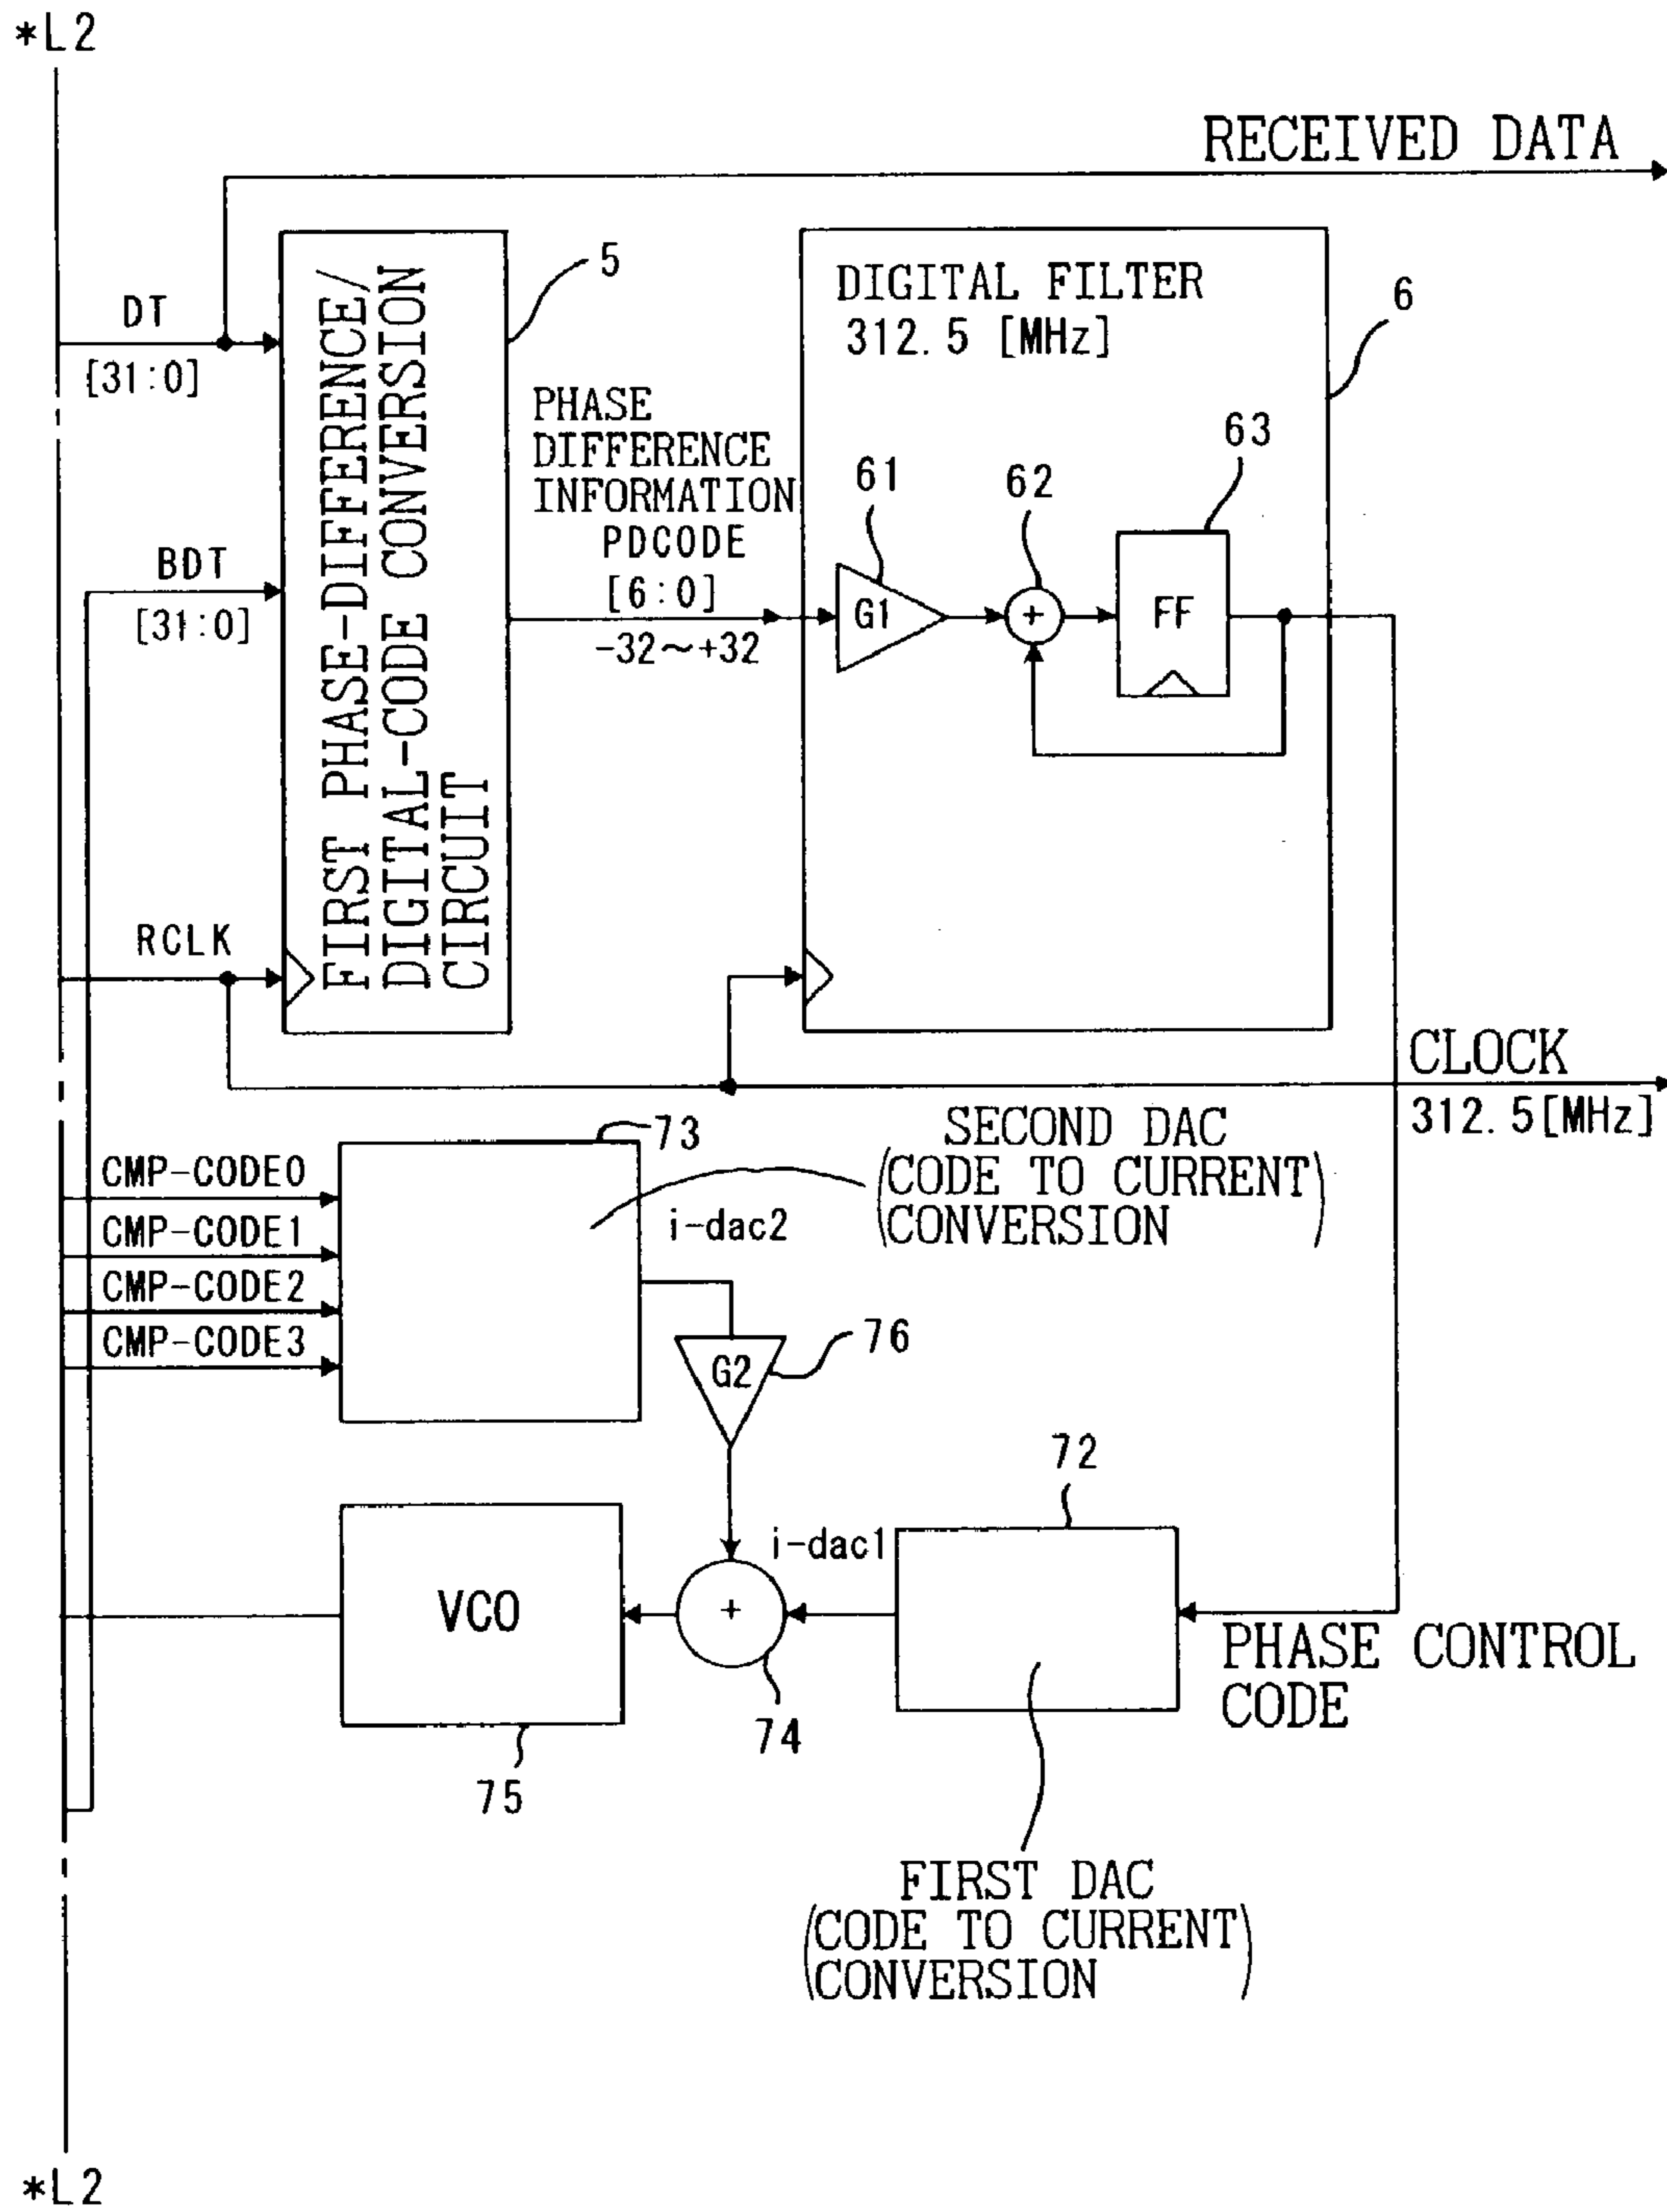 *L2
RECEIVED DATA
DT
[31:0]
BDT
[31:0]
RCLK
FIRST PHASE-DIFFERENCE/
DIGITAL-CODE CONVERSION
CIRCUIT
5
PHASE
DIFFERENCE
INFORMATION
PDCODE
[6:0]
-32~+32
DIGITAL FILTER
312.5 [MHz]
6
61
G1
62
+
63
FF
CLOCK
312.5[MHz]
CMP-CODE0
CMP-CODE1
CMP-CODE2
CMP-CODE3
73
i-dac2
SECOND DAC
(CODE TO CURRENT
CONVERSION)
G2
76
VCO
75
+
74
i-dac1
72
PHASE CONTROL
CODE
FIRST DAC
(CODE TO CURRENT
CONVERSION)
*L2